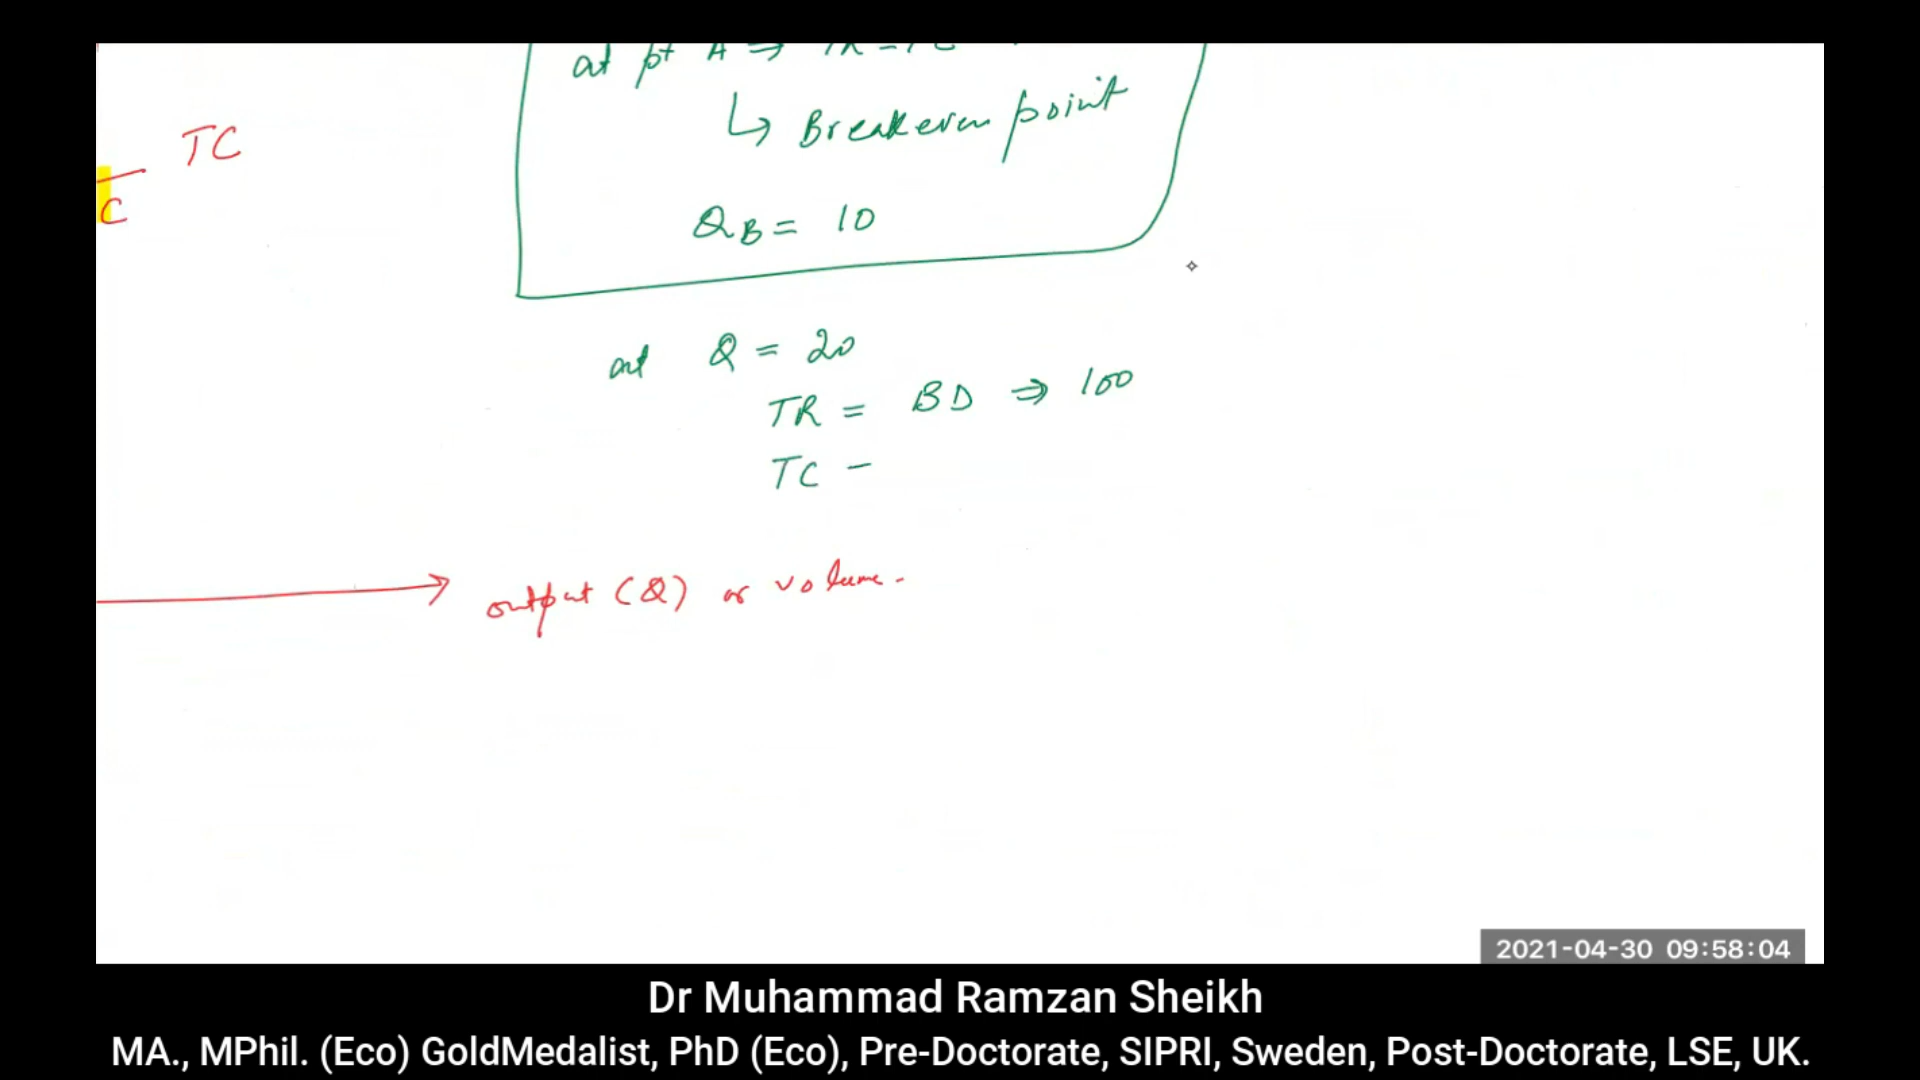 at pt A ⇒ TR = TC
↳ Breakeven point
TC
C
QB = 10
at Q = 20
TR = BD ⇒ 100
TC -
output (Q) or volume.
2021-04-30 09:58:04
Dr Muhammad Ramzan Sheikh
MA., MPhil. (Eco) GoldMedalist, PhD (Eco), Pre-Doctorate, SIPRI, Sweden, Post-Doctorate, LSE, UK.